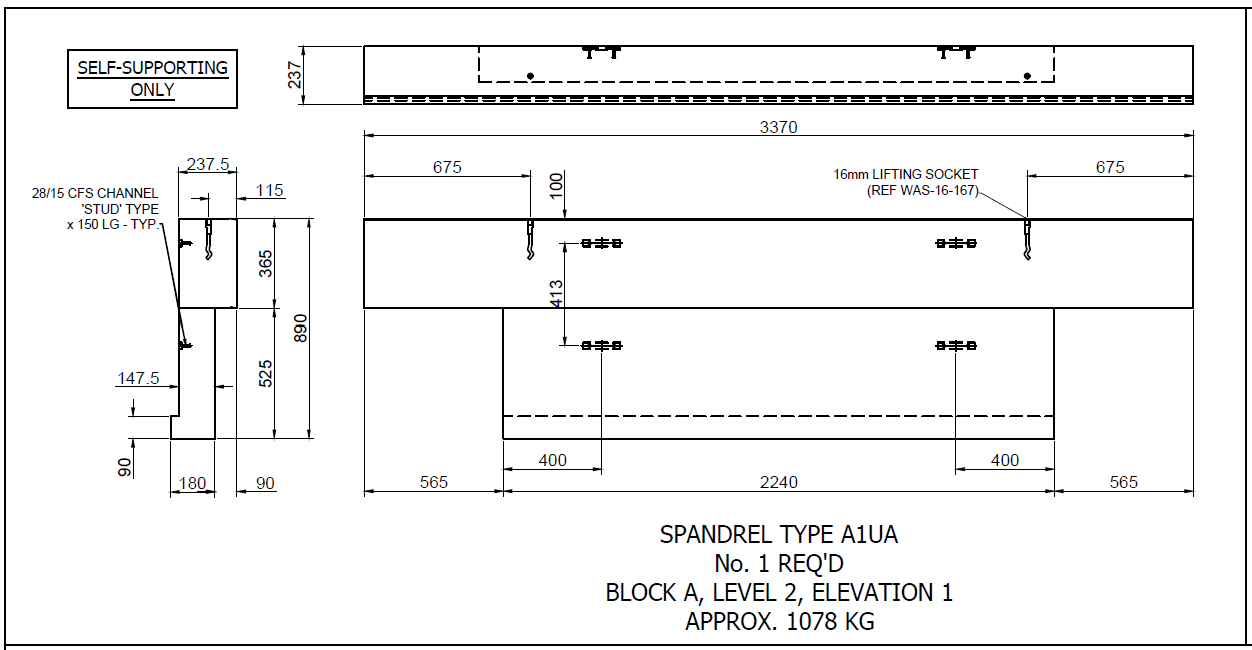 SELF-SUPPORTING
ONLY
237
3370
237.5
675
100
16mm LIFTING SOCKET
(REF WAS-16-167)
675
28/15 CFS CHANNEL
'STUD' TYPE
x 150 LG - TYP.
115
365
413
890
525
147.5
90
180
90
400
400
565
2240
565
SPANDREL TYPE A1UA
No. 1 REQ'D
BLOCK A, LEVEL 2, ELEVATION 1
APPROX. 1078 KG